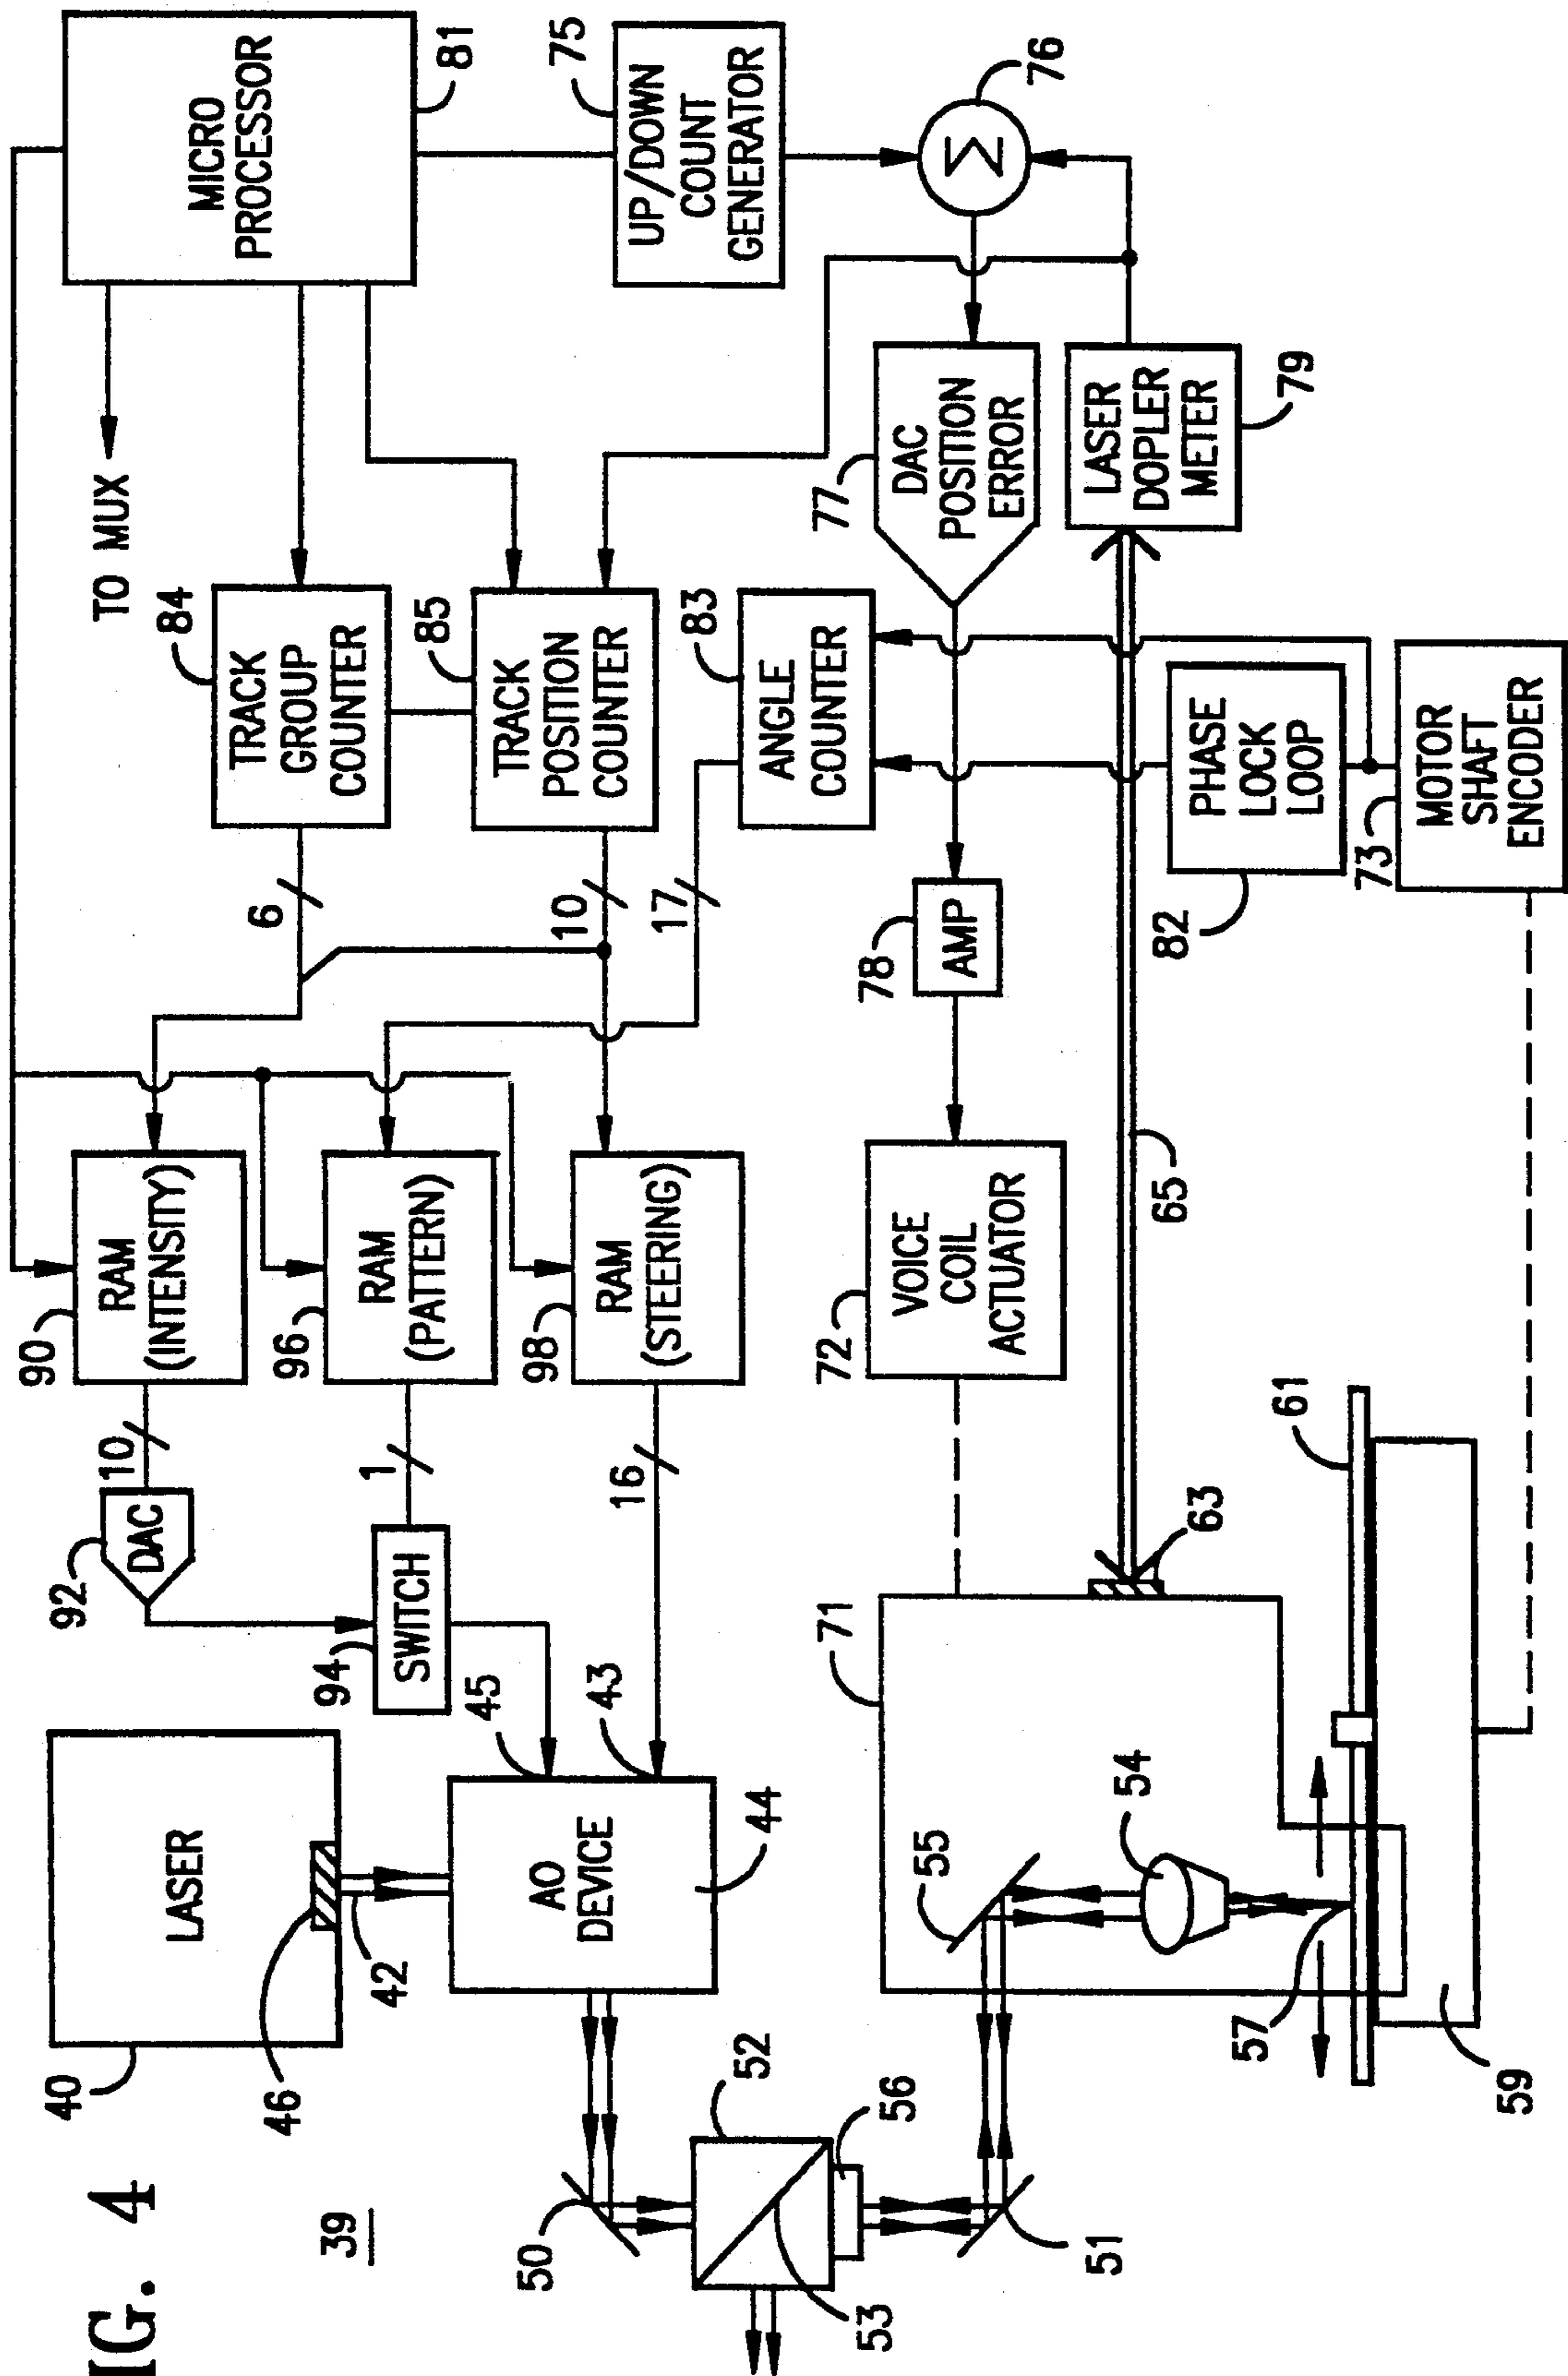 IG. 4
39
LASER
40
46
42
AO
DEVICE
44
45
43
50
52
53
56
51
DAC
92
SWITCH
94
10
1
16
RAM
(INTENSITY)
90
RAM
(PATTERN)
96
RAM
(STEERING)
98
6
10
17
TRACK
GROUP
COUNTER
84
TRACK
POSITION
COUNTER
85
ANGLE
COUNTER
83
TO MUX
MICRO
PROCESSOR
81
UP/DOWN
COUNT
GENERATOR
75
Σ
76
DAC
POSITION
ERROR
77
LASER
DOPLER
METER
79
AMP
78
VOICE
COIL
ACTUATOR
72
65
PHASE
LOCK
LOOP
82
MOTOR
SHAFT
ENCODER
73
71
63
55
54
57
61
59